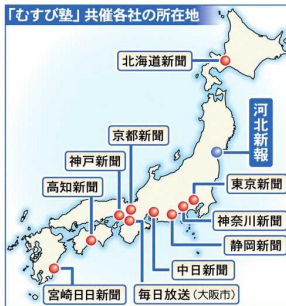 「むすび塾」共催各社の所在地
北海道新聞
河北新報
京都新聞
神戸新聞
高知新聞
東京新聞
神奈川新聞
静岡新聞
中日新聞
毎日放送(大阪市)
宮崎日日新聞